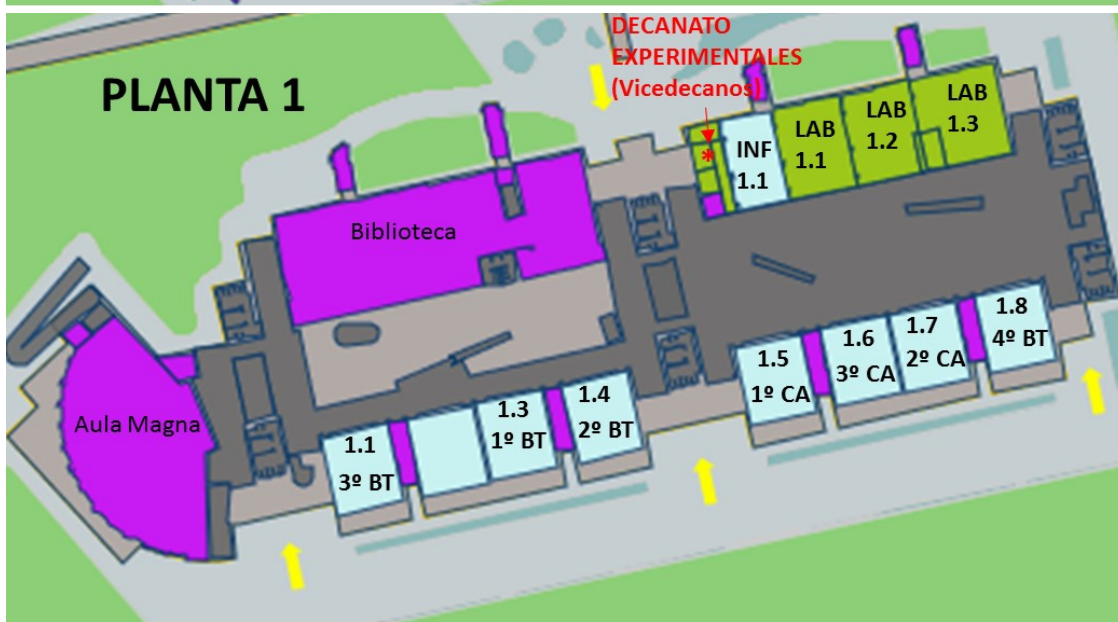 PLANTA 1
DECANATO
EXPERIMENTALES
(Vicedecanos)
*
INF
1.1
LAB
1.1
LAB
1.2
LAB
1.3
Biblioteca
Aula Magna
1.1
3º BT
1.3
1º BT
1.4
2º BT
1.5
1º CA
1.6
3º CA
1.7
2º CA
1.8
4º BT